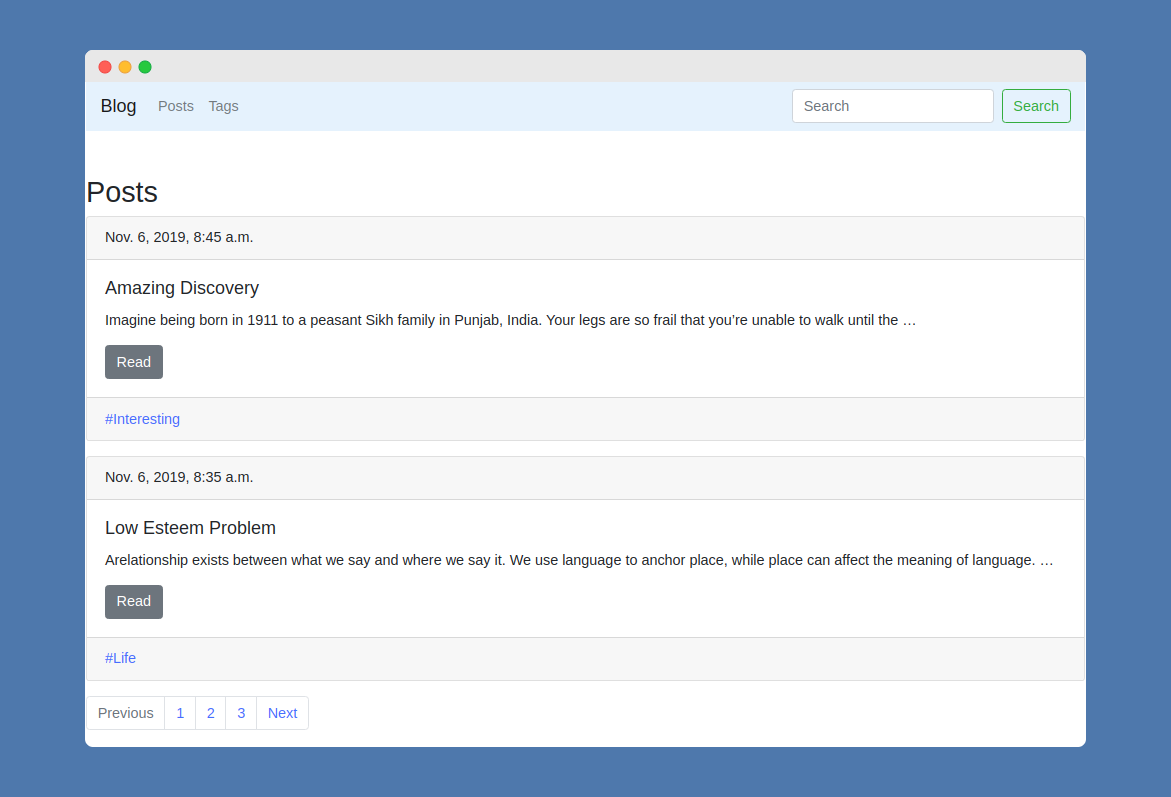 Blog Posts Tags Search Search
Posts
Nov. 6, 2019, 8:45 a.m.
Amazing Discovery
Imagine being born in 1911 to a peasant Sikh family in Punjab, India. Your legs are so frail that you’re unable to walk until the …
Read
#Interesting
Nov. 6, 2019, 8:35 a.m.
Low Esteem Problem
Arelationship exists between what we say and where we say it. We use language to anchor place, while place can affect the meaning of language. …
Read
#Life
Previous 1 2 3 Next